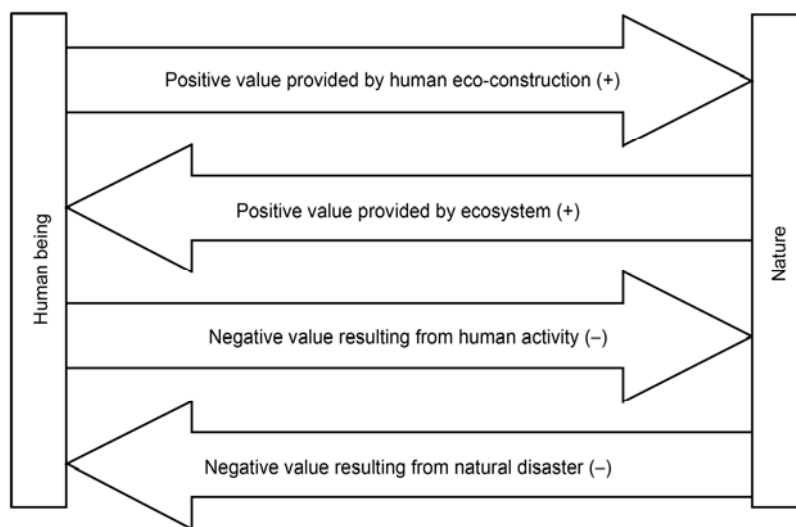 Human being
Positive value provided by human eco-construction (+)
Positive value provided by ecosystem (+)
Negative value resulting from human activity (−)
Negative value resulting from natural disaster (−)
Nature